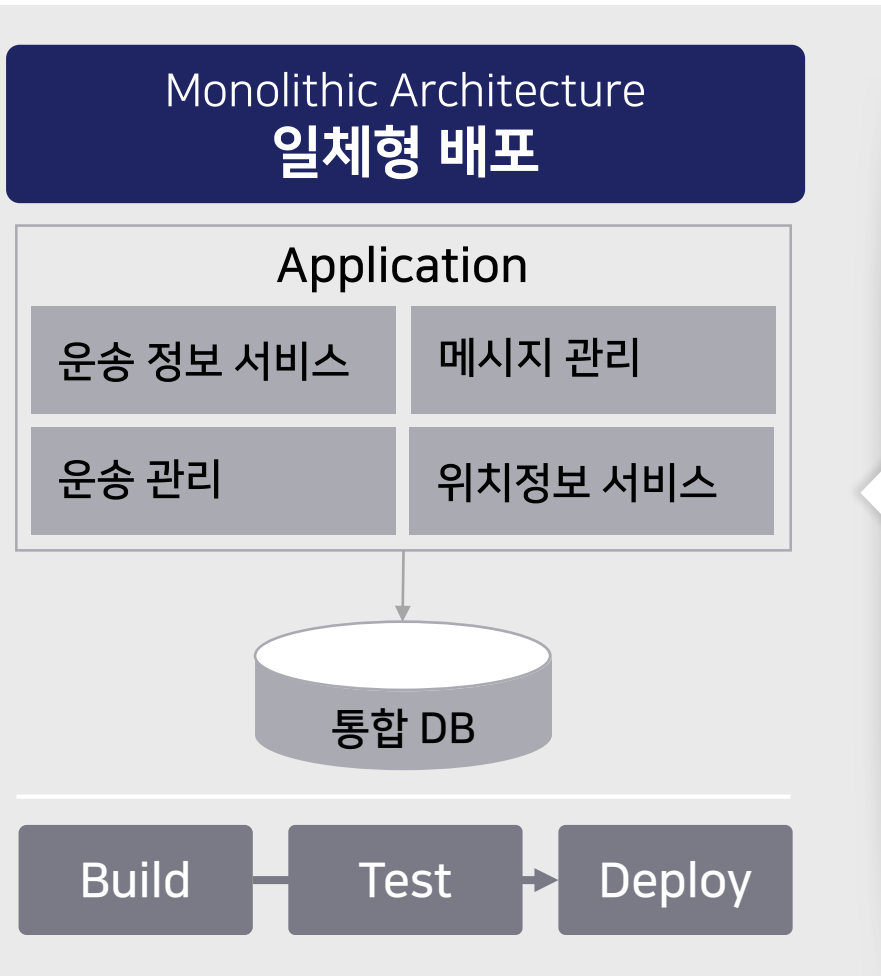 Monolithic Architecture
일체형 배포
Application
운송 정보 서비스
메시지 관리
운송 관리
위치정보 서비스
통합 DB
Build
Test
Deploy